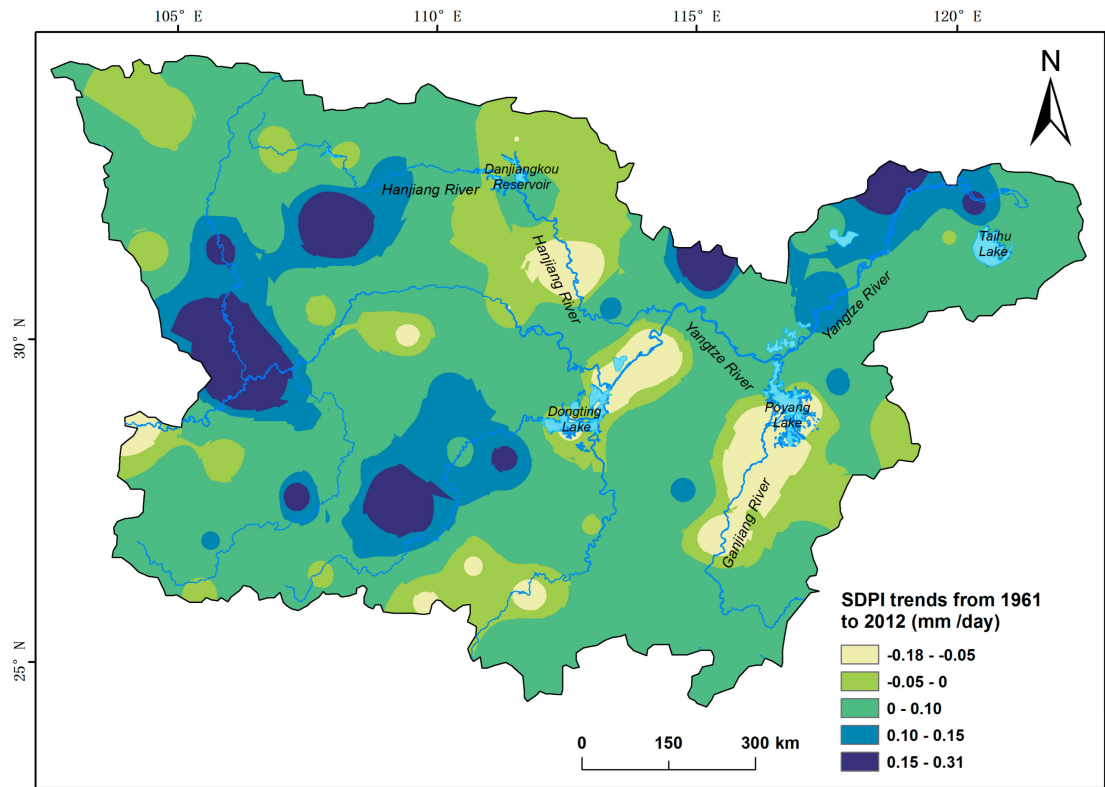 105° E
110° E
115° E
120° E
N
Danjiangkou
Reservoir
Hanjiang River
Hanjiang River
Taihu
Lake
Yangtze River
30° N
Yangtze River
Dongting
Lake
Poyang
Lake
Ganjiang River
SDPI trends from 1961
to 2012 (mm /day)
-0.18 - -0.05
-0.05 - 0
0 - 0.10
0.10 - 0.15
0.15 - 0.31
25° N
0 150 300 km